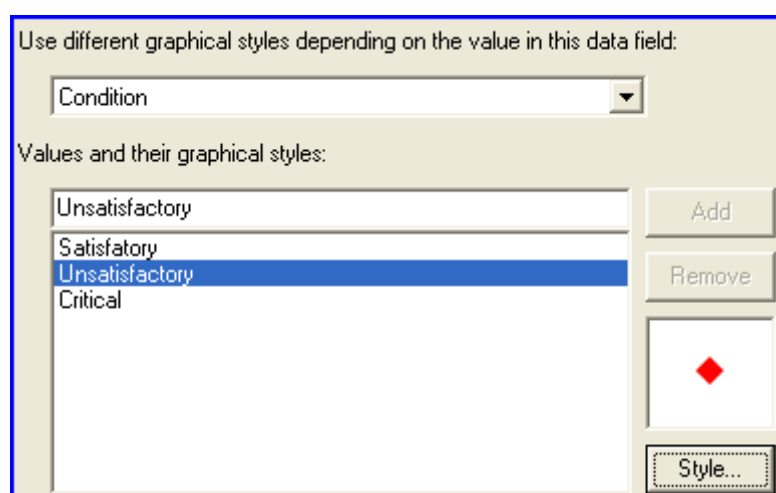 Use different graphical styles depending on the value in this data field:
Condition
Values and their graphical styles:
Unsatisfactory
Add
Satisfatory
Unsatisfactory
Remove
Critical
Style...